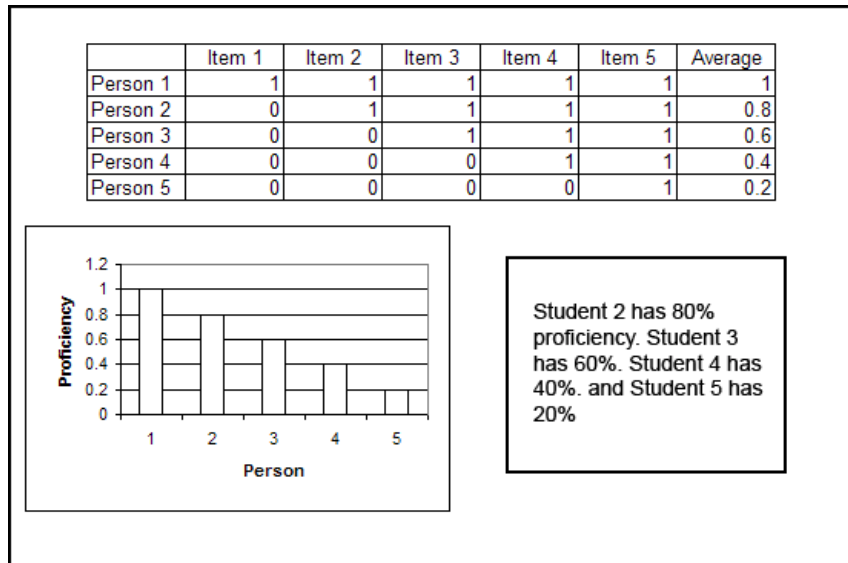 Item 1 Item 2 Item 3 Item 4 Item 5 Average
Person 1 1 1 1 1 1 1
Person 2 0 1 1 1 1 0.8
Person 3 0 0 1 1 1 0.6
Person 4 0 0 0 1 1 0.4
Person 5 0 0 0 0 1 0.2
Proficiency
1.2
1
0.8
0.6
0.4
0.2
0
1 2 3 4 5
Person
Student 2 has 80%
proficiency. Student 3
has 60%. Student 4 has
40%. and Student 5 has
20%